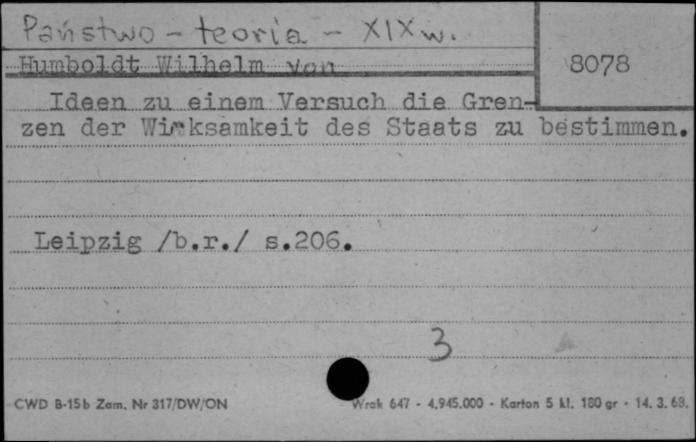 Państwo - teoria - XIX w.
Humboldt Wilhelm von
8078
Ideen zu einem Versuch die Gren-
zen der Wirksamkeit des Staats zu bestimmen.
Leipzig /b.r./ s.206.
3
CWD B-15b Zam. Nr 317/DW/ON
Wrak 647 - 4.945.000 - Karton 5 kl. 180 gr - 14. 3. 63.